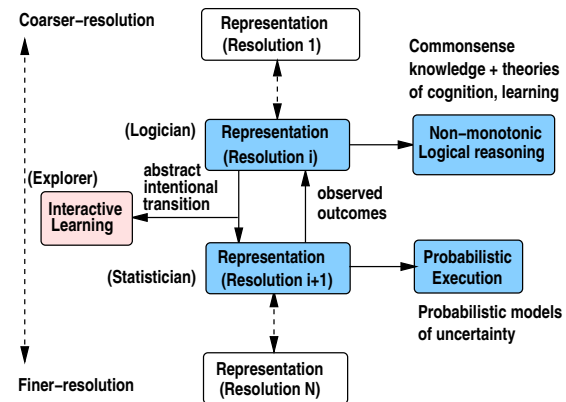 Coarser-resolution
Representation
(Resolution 1)
Commonsense
knowledge + theories
of cognition, learning
(Logician)
Representation
(Resolution i)
Non-monotonic
Logical reasoning
(Explorer)
abstract
intentional
transition
Interactive
Learning
observed
outcomes
(Statistician)
Representation
(Resolution i+1)
Probabilistic
Execution
Probabilistic models
of uncertainty
Representation
(Resolution N)
Finer-resolution